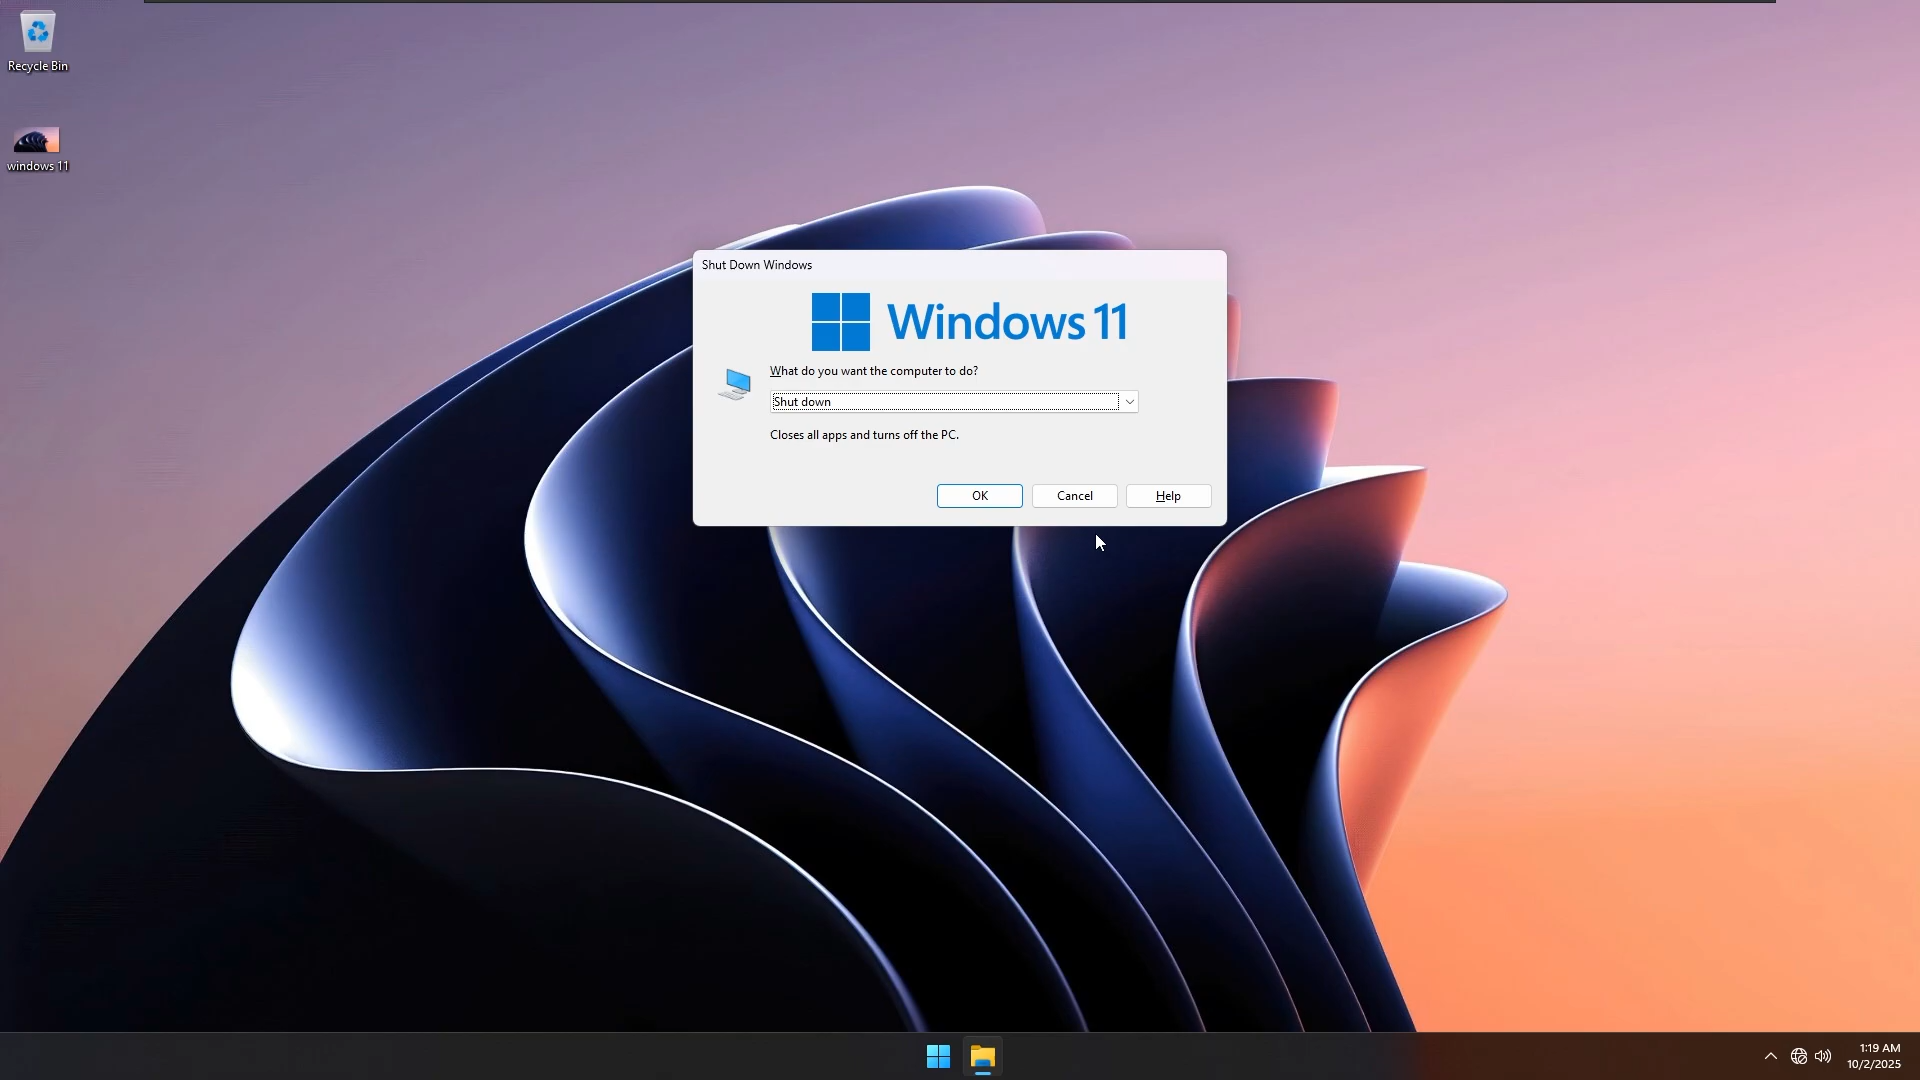 Recycle Bin
windows 11
Shut Down Windows
Windows 11
What do you want the computer to do?
Shut down
Closes all apps and turns off the PC.
OK
Cancel
Help
1:19 AM
10/2/2025